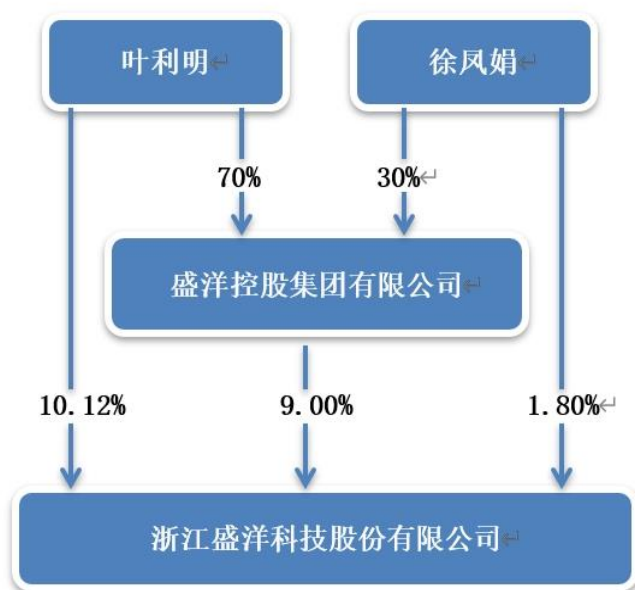 叶利明
徐凤娟
70%
30%
盛洋控股集团有限公司
10.12%
9.00%
1.80%
浙江盛洋科技股份有限公司